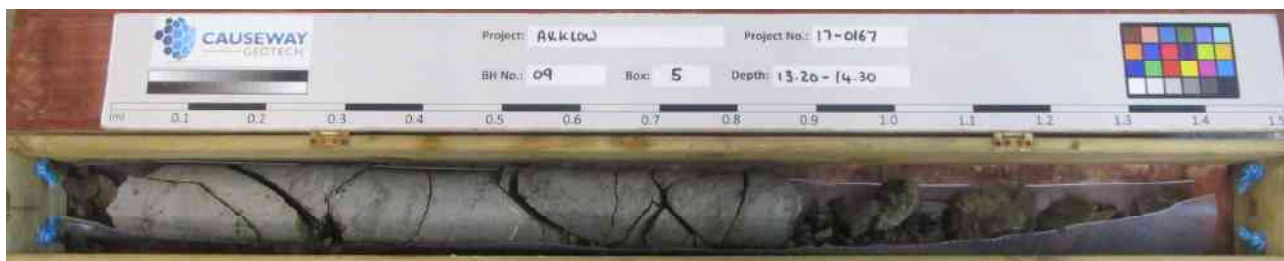 CAUSEWAY
GEOTECH
Project: ARKLOW Project No.: 17-0167
BH No.: 09 Box: 5 Depth: 13.20-14.30
(m) 0.1 0.2 0.3 0.4 0.5 0.6 0.7 0.8 0.9 1.0 1.1 1.2 1.3 1.4 1.5